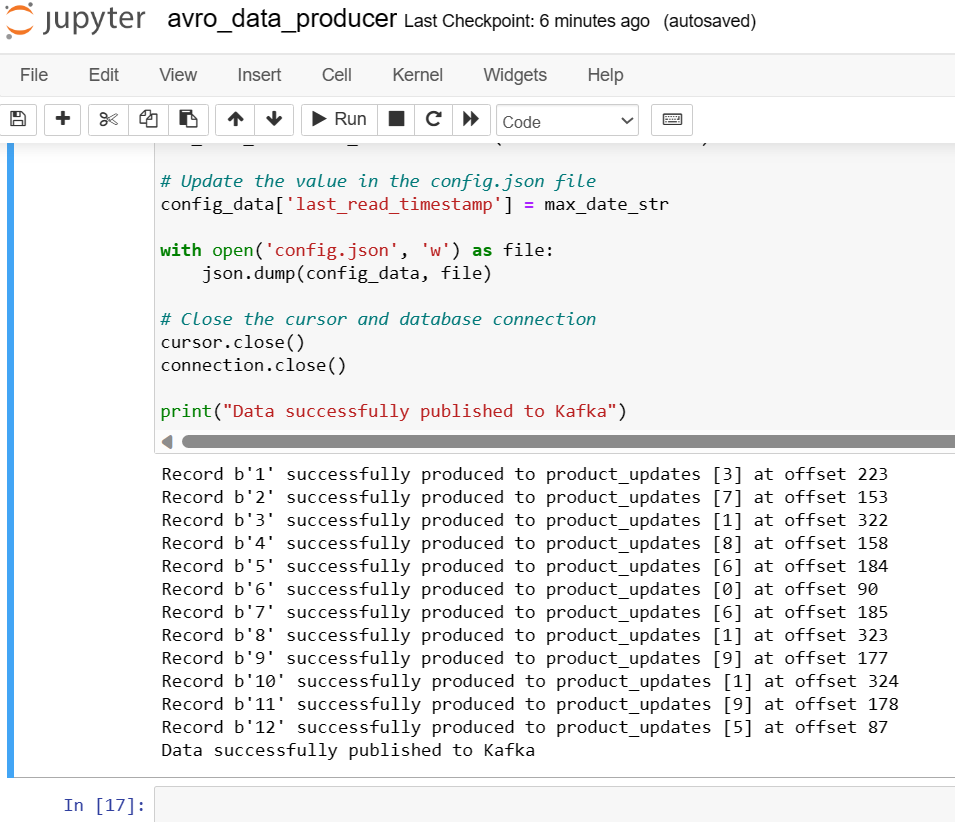 jupyter avro_data_producer Last Checkpoint: 6 minutes ago (autosaved)
File Edit View Insert Cell Kernel Widgets Help
Run Code
# Update the value in the config.json file
config_data['last_read_timestamp'] = max_date_str
with open('config.json', 'w') as file:
    json.dump(config_data, file)
# Close the cursor and database connection
cursor.close()
connection.close()
print("Data successfully published to Kafka")
Record b'1' successfully produced to product_updates [3] at offset 223
Record b'2' successfully produced to product_updates [7] at offset 153
Record b'3' successfully produced to product_updates [1] at offset 322
Record b'4' successfully produced to product_updates [8] at offset 158
Record b'5' successfully produced to product_updates [6] at offset 184
Record b'6' successfully produced to product_updates [0] at offset 90
Record b'7' successfully produced to product_updates [6] at offset 185
Record b'8' successfully produced to product_updates [1] at offset 323
Record b'9' successfully produced to product_updates [9] at offset 177
Record b'10' successfully produced to product_updates [1] at offset 324
Record b'11' successfully produced to product_updates [9] at offset 178
Record b'12' successfully produced to product_updates [5] at offset 87
Data successfully published to Kafka
In [17]: